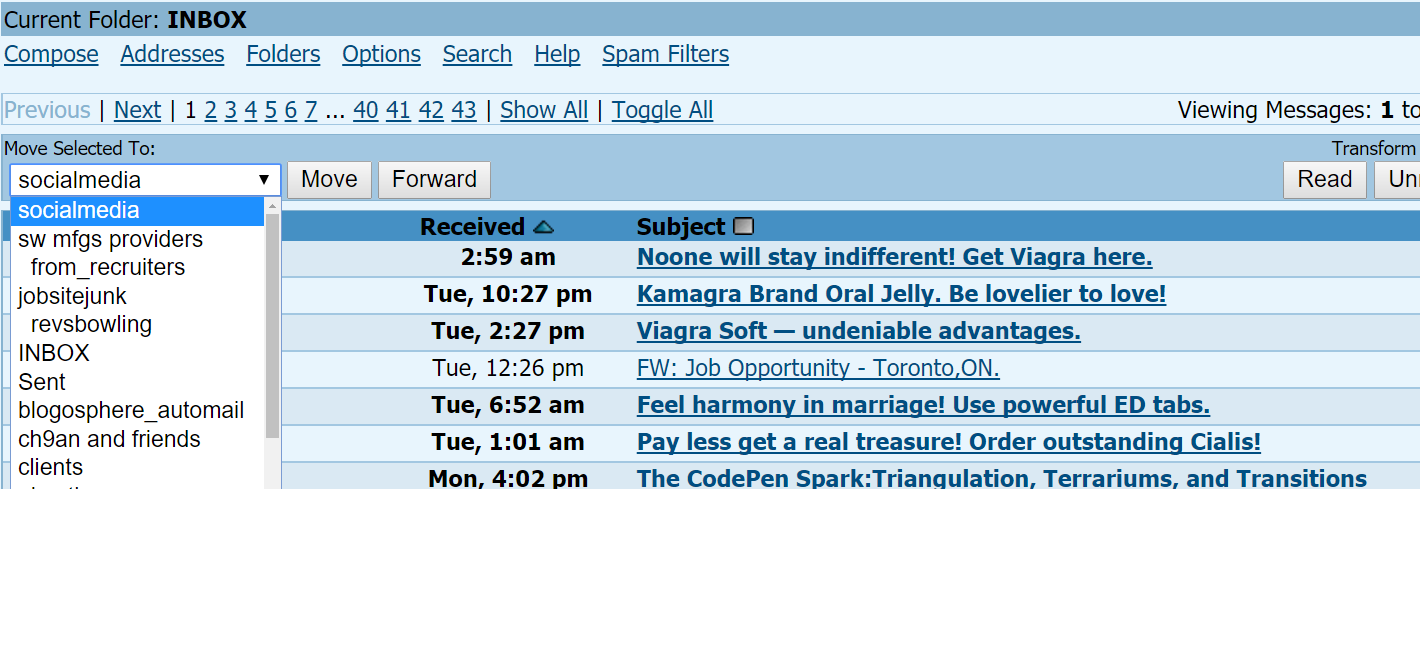 Current Folder: INBOX
Compose Addresses Folders Options Search Help Spam Filters
Previous | Next | 1 2 3 4 5 6 7 ... 40 41 42 43 | Show All | Toggle All Viewing Messages: 1 to
Move Selected To: Transform
socialmedia ▼ Move Forward Read
socialmedia
Received Subject
sw mfgs providers
2:59 am Noone will stay indifferent! Get Viagra here.
from_recruiters
jobsitejunk
Tue, 10:27 pm Kamagra Brand Oral Jelly. Be lovelier to love!
revsbowling
Tue, 2:27 pm Viagra Soft — undeniable advantages.
INBOX
Tue, 12:26 pm FW: Job Opportunity - Toronto,ON.
Sent
blogosphere_automail
Tue, 6:52 am Feel harmony in marriage! Use powerful ED tabs.
ch9an and friends
Tue, 1:01 am Pay less get a real treasure! Order outstanding Cialis!
clients
Mon, 4:02 pm The CodePen Spark:Triangulation, Terrariums, and Transitions